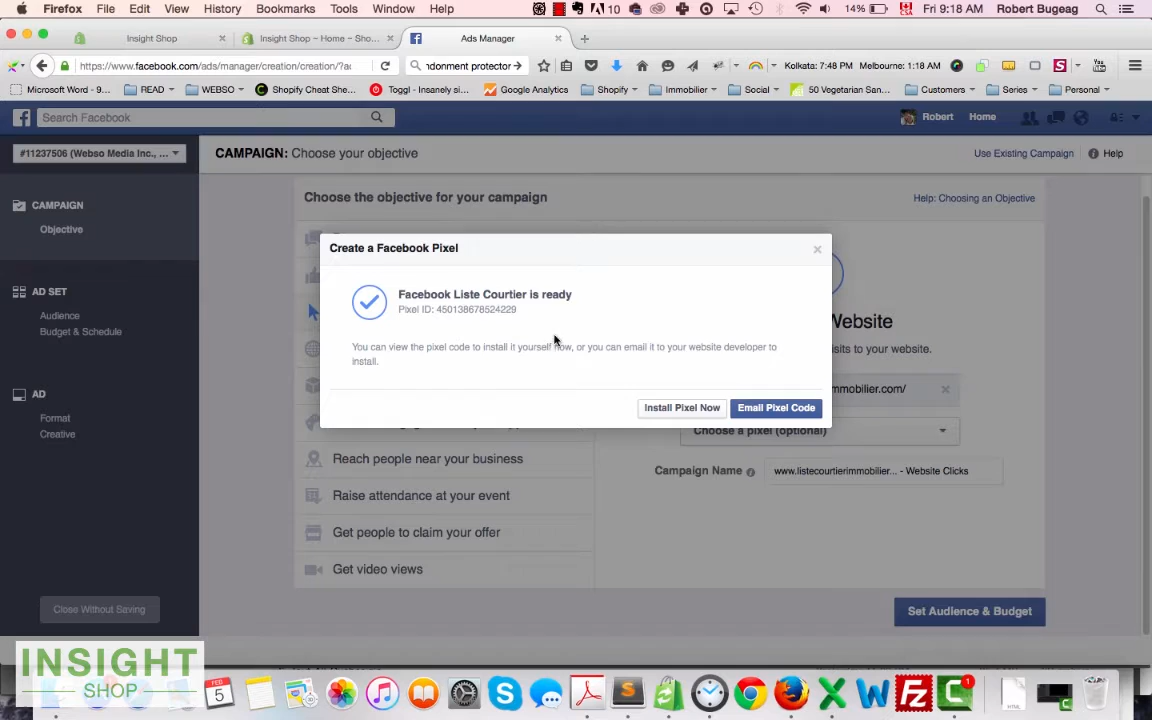 Firefox File Edit View History Bookmarks Tools Window Help 10 14% Fri 9:18 AM Robert Bugeag
Insight Shop Insight Shop – Home – Sho... Ads Manager
https://www.facebook.com/ads/manager/creation/creation/?ac ndonment protector Kolkata: 7:48 PM Melbourne: 1:18 AM
Microsoft Word - 9... READ WEBSO Shopify Cheat She... Toggl - Insanely si... Google Analytics Shopify Immobilier Social 50 Vegetarian San... Customers Series Personal
Search Facebook Robert Home
#11237506 (Webso Media Inc., ... CAMPAIGN: Choose your objective Use Existing Campaign Help
Choose the objective for your campaign Help: Choosing an Objective
CAMPAIGN
Objective
Create a Facebook Pixel
Facebook Liste Courtier is ready
Pixel ID: 450138678524229
You can view the pixel code to install it yourself now, or you can email it to your website developer to
install.
Install Pixel Now Email Pixel Code
AD SET
Audience
Budget & Schedule
AD
Format
Creative
Website
visits to your website.
mmobilier.com/
Choose a pixel (optional)
Reach people near your business
Campaign Name www.listecourtierimmobilier... - Website Clicks
Raise attendance at your event
Get people to claim your offer
Get video views
Close Without Saving Set Audience & Budget
INSIGHT
SHOP
FEB
5
1
HTML